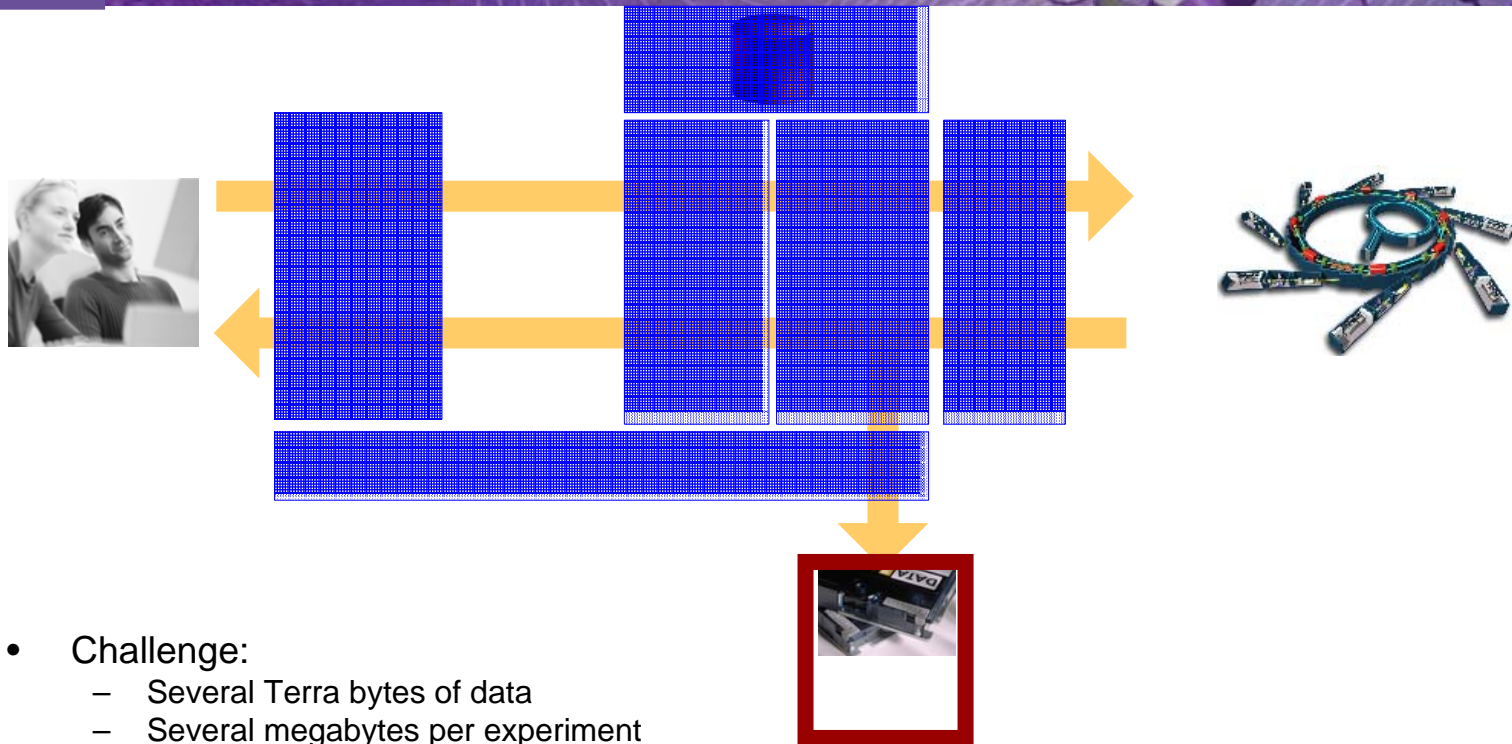 DATA
• Challenge:
– Several Terra bytes of data
– Several megabytes per experiment